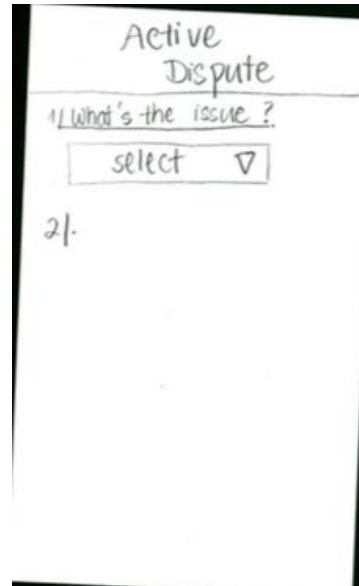 Active
Dispute
1/ What's the issue ?
select ▽
2/.